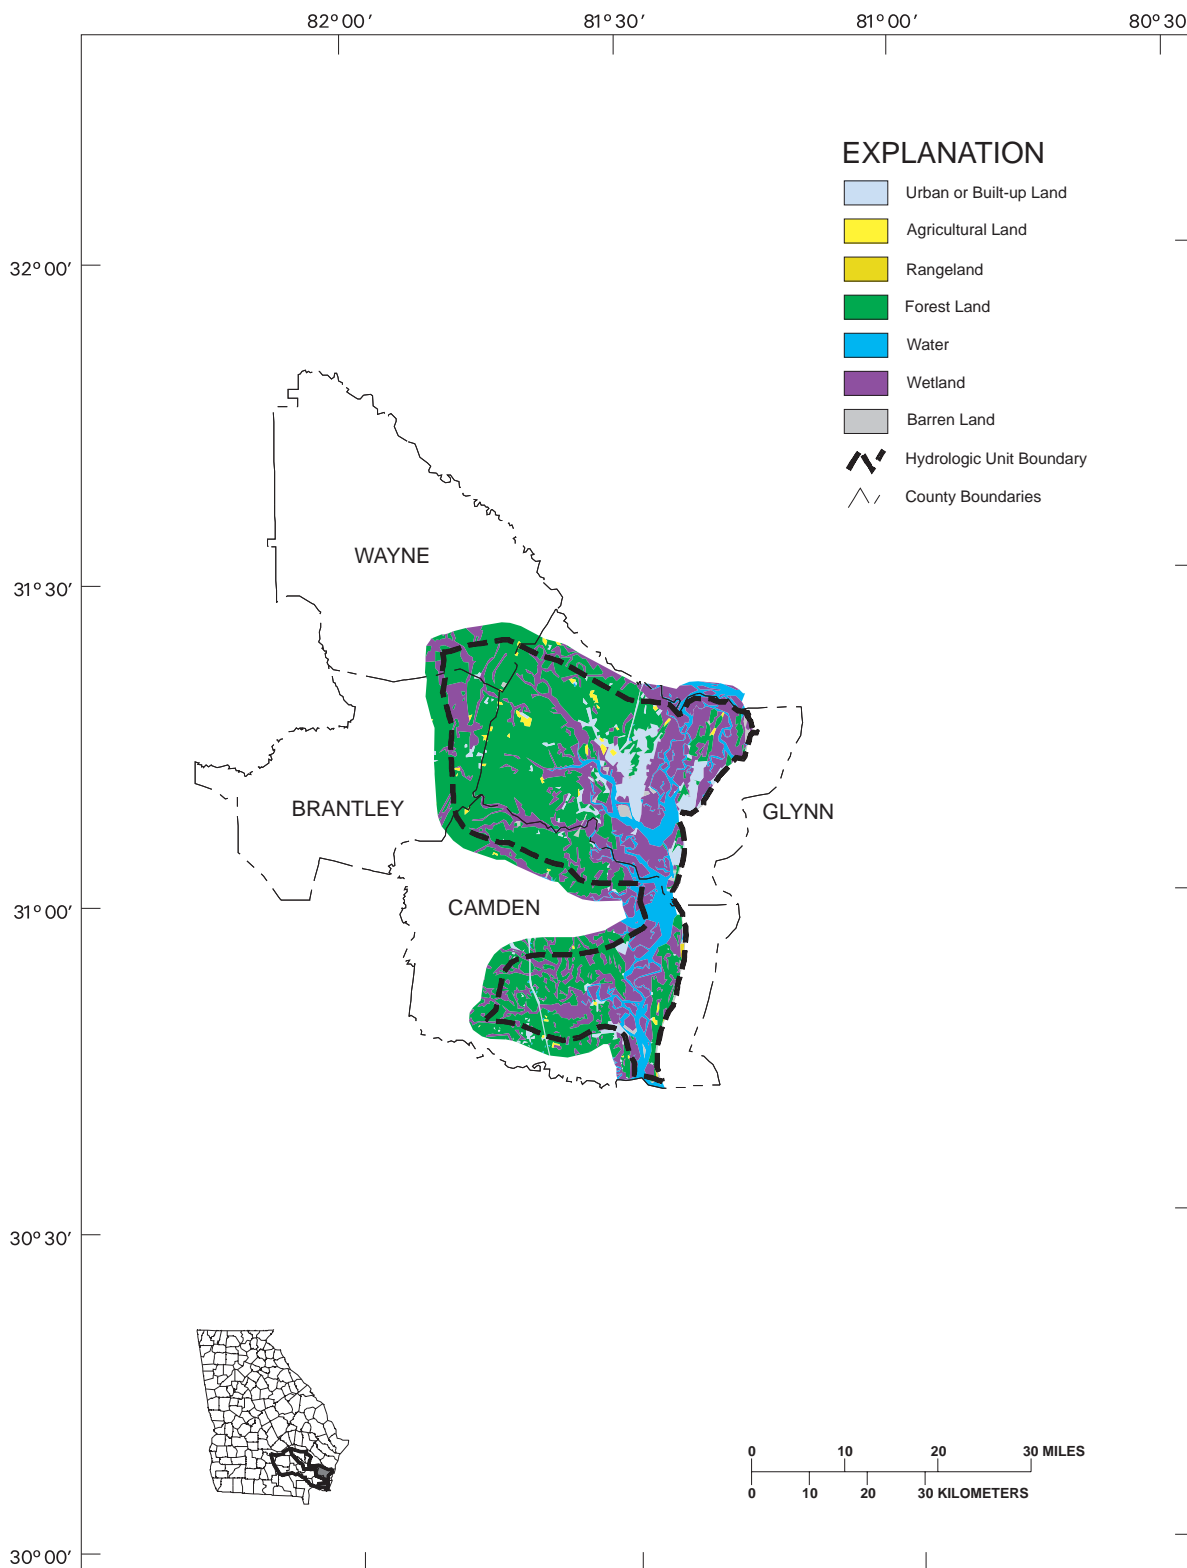 82° 00′ 81° 30′ 81° 00′ 80° 30
EXPLANATION
Urban or Built-up Land
Agricultural Land
Rangeland
Forest Land
Water
Wetland
Barren Land
Hydrologic Unit Boundary
County Boundaries
32° 00′
WAYNE
31° 30′
BRANTLEY
GLYNN
CAMDEN
31° 00′
30° 30′
0 10 20 30 MILES
0 10 20 30 KILOMETERS
30° 00′